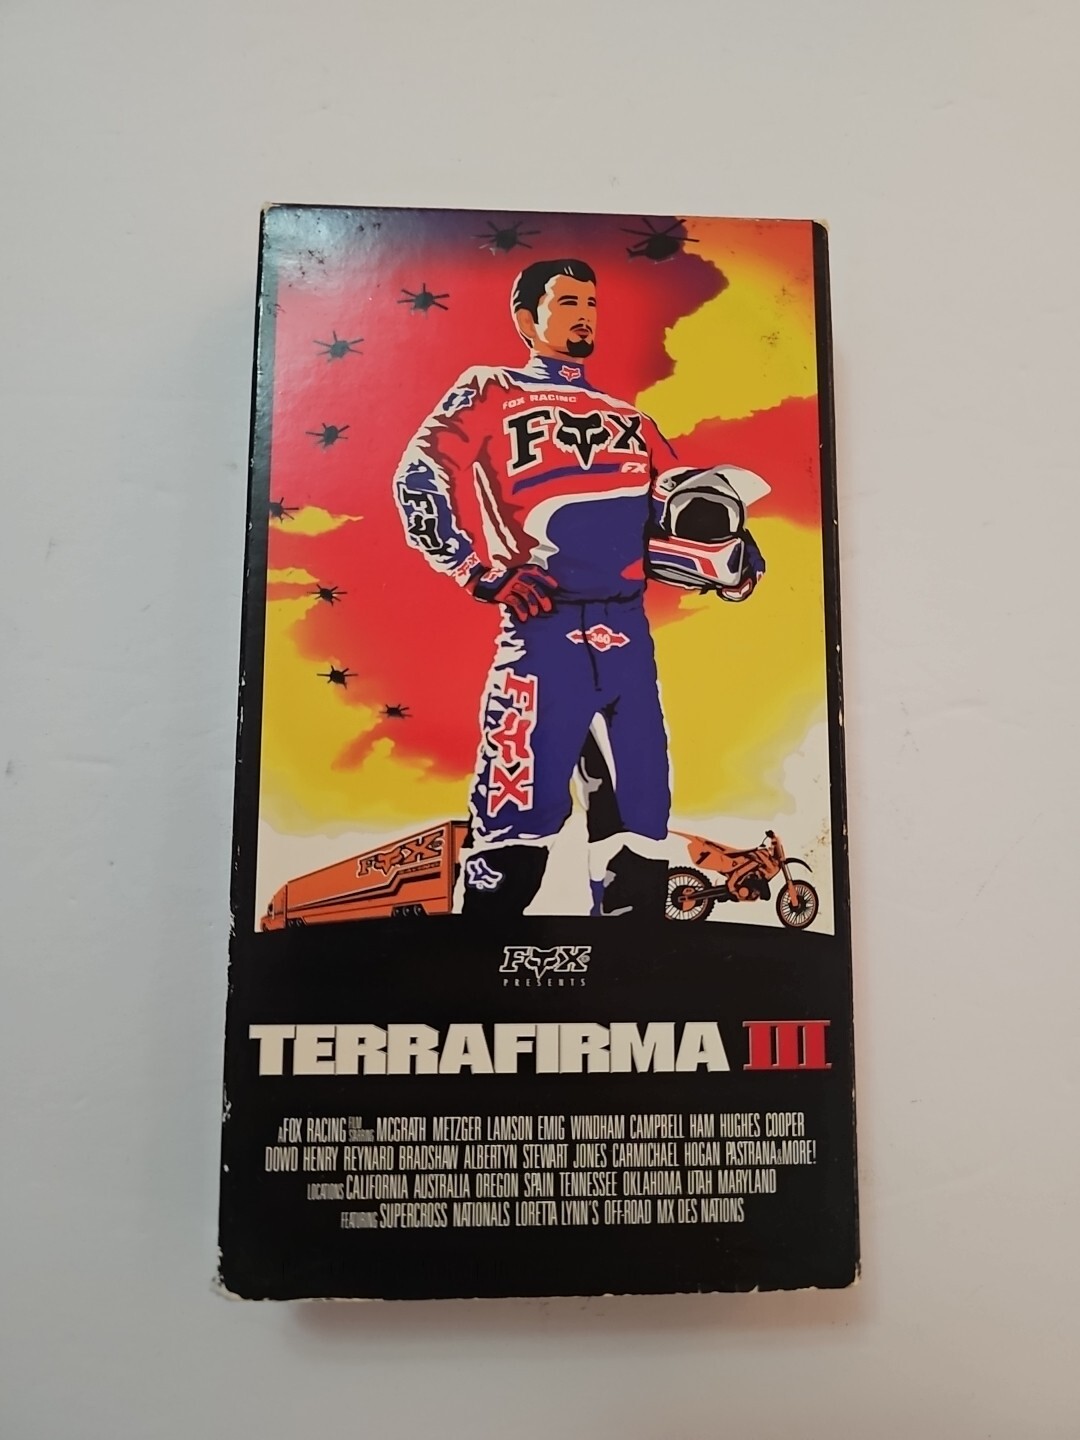 FOX RACING
FOX
FX
FOX
FOX
360
FOX
FOX
1
FOX
PRESENTS
TERRAFIRMA III
A FOX RACING FILM STARRING MCGRATH METZGER LAMSON EMIG WINDHAM CAMPBELL HAM HUGHES COOPER
DOWD HENRY REYNARD BRADSHAW ALBERTYN STEWART JONES CARMICHAEL HOGAN PASTRANA & MORE!
LOCATIONS CALIFORNIA AUSTRALIA OREGON SPAIN TENNESSEE OKLAHOMA UTAH MARYLAND
FEATURING SUPERCROSS NATIONALS LORETTA LYNN'S OFF-ROAD MX DES NATIONS